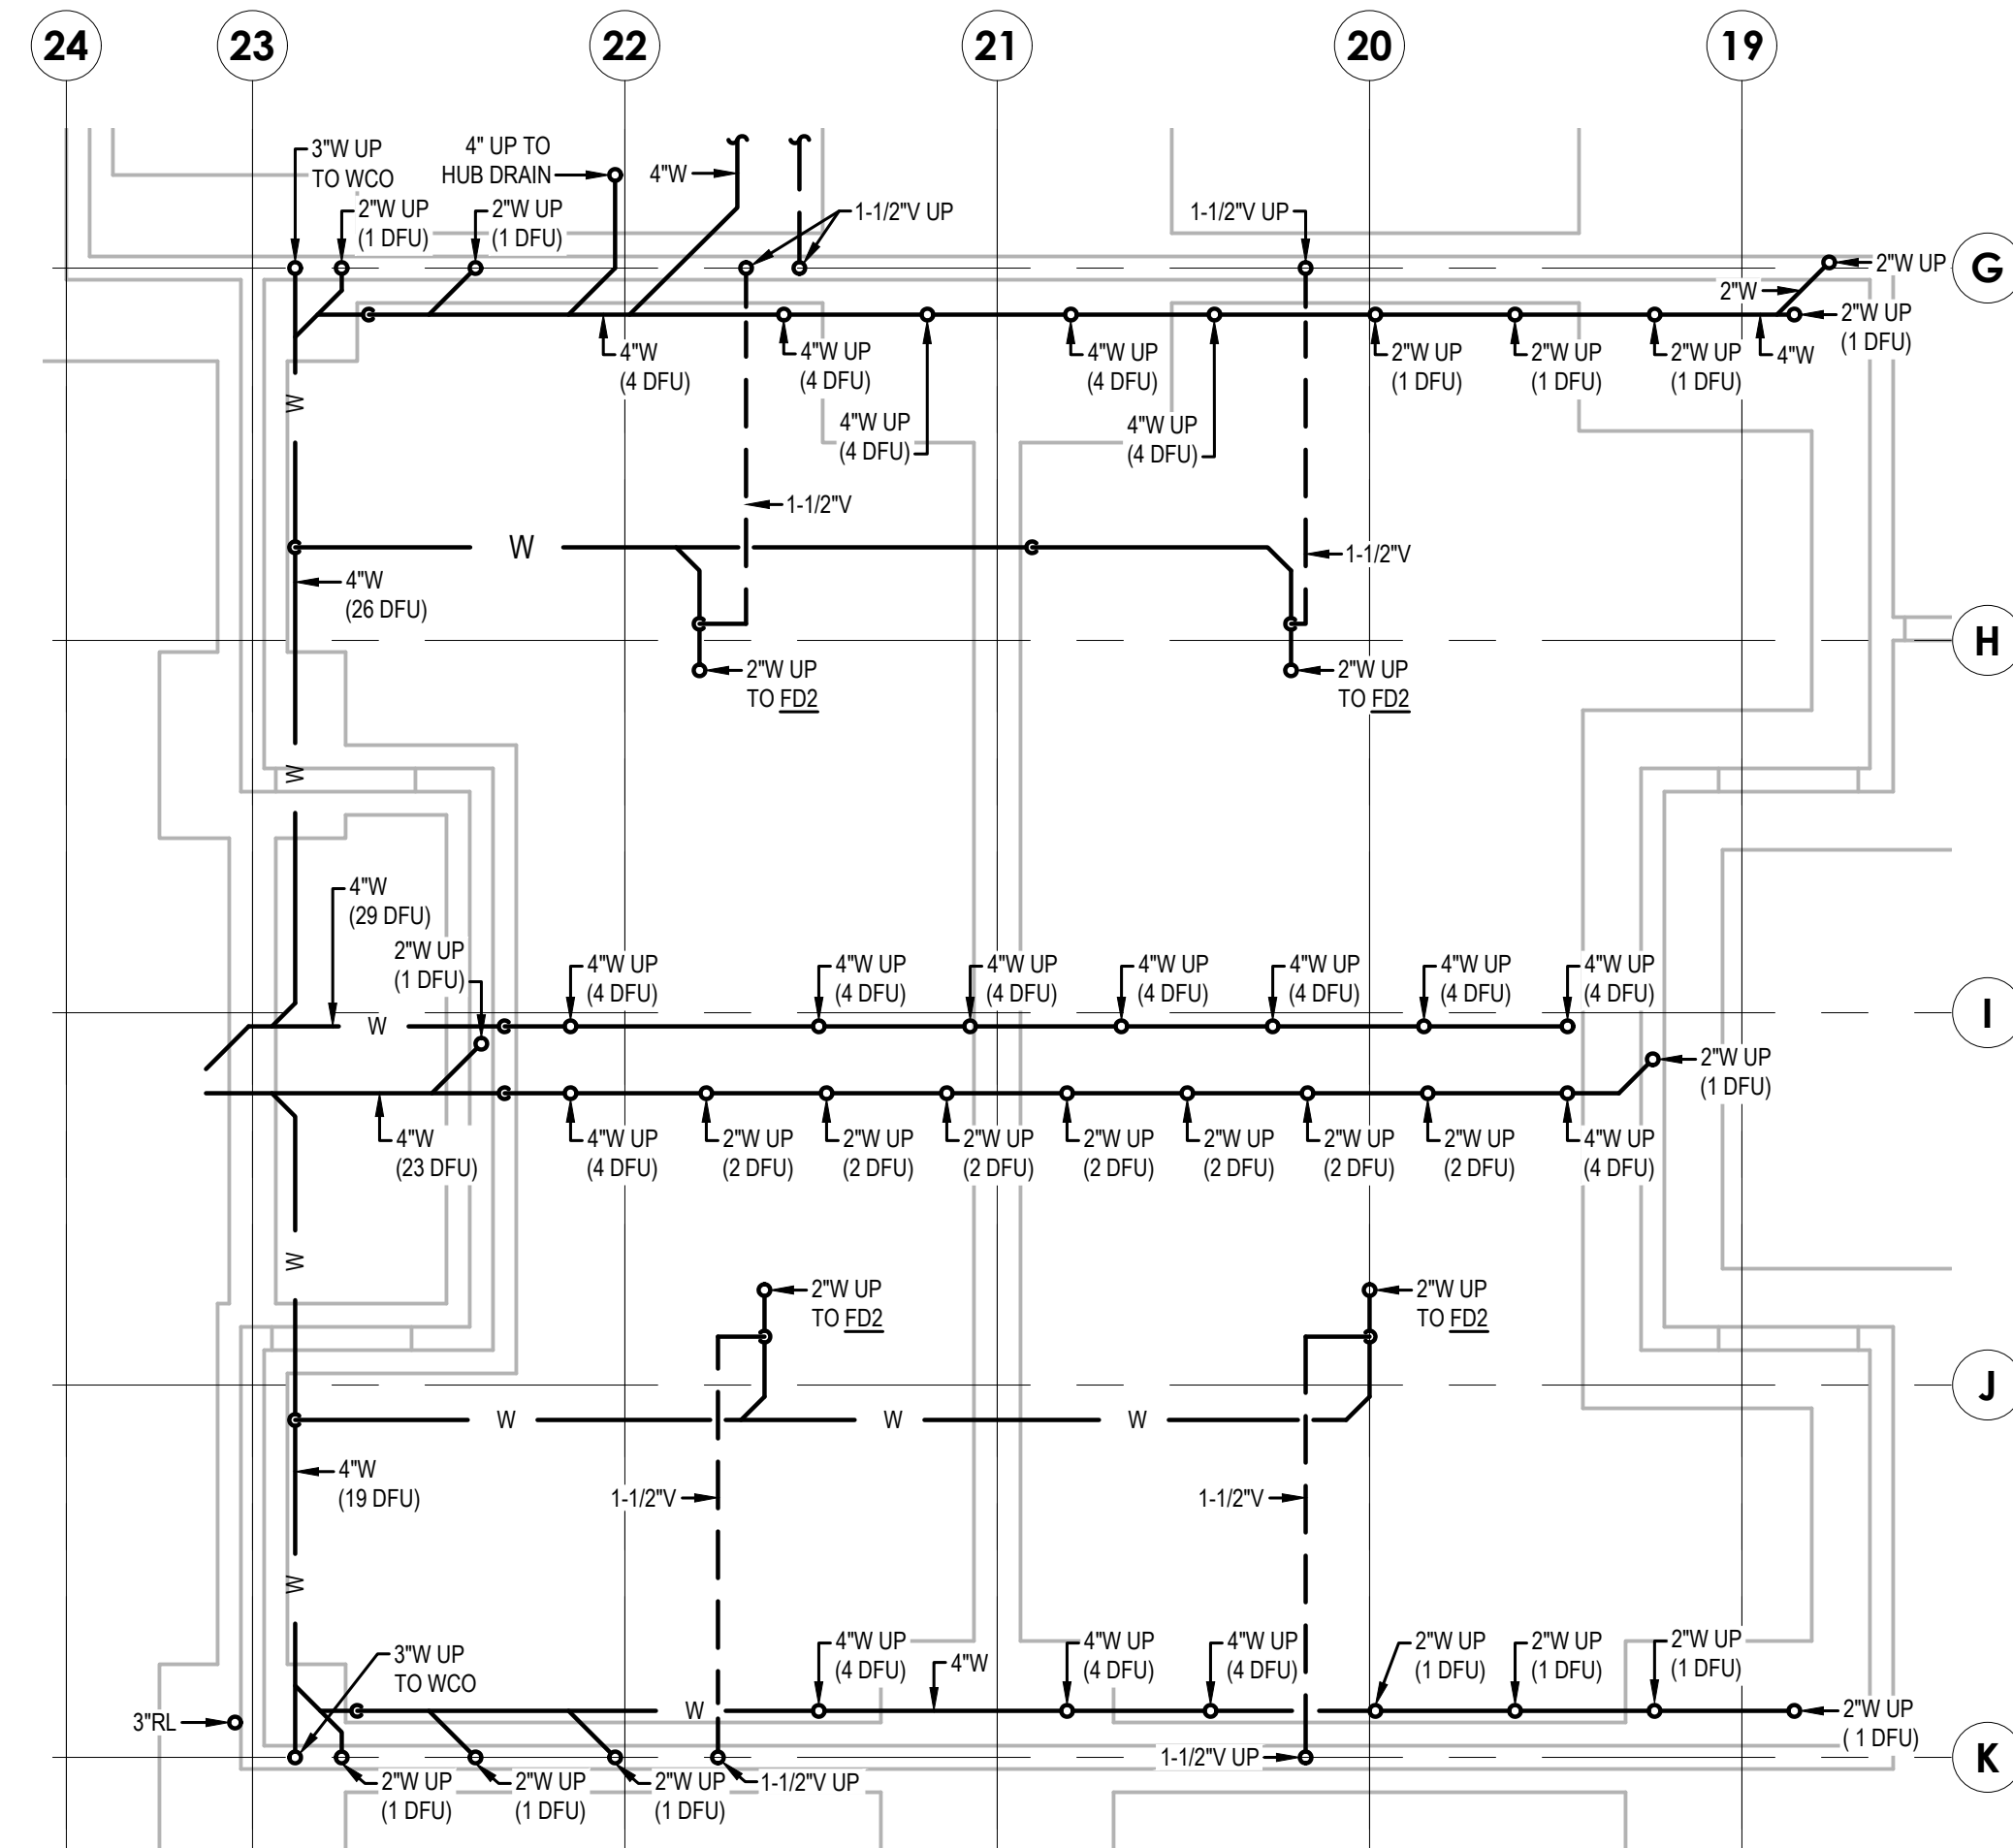 24
23
22
21
20
19
3"W UP
TO WCO
4" UP TO
HUB DRAIN
4"W
2"W UP
(1 DFU)
2"W UP
(1 DFU)
1-1/2"V UP
1-1/2"V UP
G
2"W UP
2"W
2"W UP
(1 DFU)
4"W
(4 DFU)
4"W UP
(4 DFU)
4"W UP
(4 DFU)
2"W UP
(1 DFU)
2"W UP
(1 DFU)
2"W UP
(1 DFU)
4"W
W
4"W UP
(4 DFU)
4"W UP
(4 DFU)
1-1/2"V
W
1-1/2"V
4"W
(26 DFU)
H
2"W UP
TO FD2
2"W UP
TO FD2
W
4"W
(29 DFU)
2"W UP
(1 DFU)
4"W UP
(4 DFU)
4"W UP
(4 DFU)
4"W UP
(4 DFU)
4"W UP
(4 DFU)
4"W UP
(4 DFU)
4"W UP
(4 DFU)
4"W UP
(4 DFU)
W
I
2"W UP
(1 DFU)
4"W
(23 DFU)
4"W UP
(4 DFU)
2"W UP
(2 DFU)
2"W UP
(2 DFU)
2"W UP
(2 DFU)
2"W UP
(2 DFU)
2"W UP
(2 DFU)
2"W UP
(2 DFU)
2"W UP
(2 DFU)
4"W UP
(4 DFU)
W
2"W UP
TO FD2
2"W UP
TO FD2
J
W
W
W
4"W
(19 DFU)
1-1/2"V
1-1/2"V
W
3"W UP
TO WCO
4"W UP
(4 DFU)
4"W
4"W UP
(4 DFU)
4"W UP
(4 DFU)
2"W UP
(1 DFU)
2"W UP
(1 DFU)
2"W UP
(1 DFU)
3"RL
W
2"W UP
( 1 DFU)
1-1/2"V UP
K
2"W UP
(1 DFU)
2"W UP
(1 DFU)
2"W UP
(1 DFU)
1-1/2"V UP